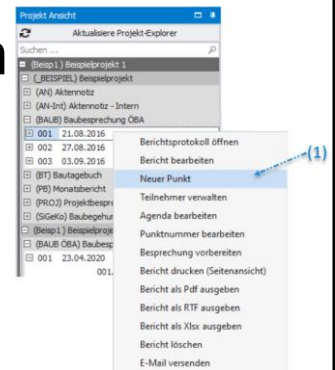 Projekt Ansicht
Aktualisiere Projekt-Explorer
Suchen ...
(Beisp1) Beispielprojekt 1
(_BEISPIEL) Beispielprojekt
(AN) Aktennotiz
(AN-Int) Aktennotiz - Intern
(BAUB) Baubesprechung ÖBA
001 21.08.2016
002 27.08.2016
003 03.09.2016
(BT) Bautagebuch
(PB) Monatsbericht
(PROJ) Projektbespre
(SiGeKo) Baubegehun
(Beisp1) Beispielproje
(BAUB ÖBA) Baubesp
001 23.04.2020
001.
Berichtsprotokoll öffnen
Bericht bearbeiten
Neuer Punkt
Teilnehmer verwalten
Agenda bearbeiten
Punktnummer bearbeiten
Besprechung vorbereiten
Bericht drucken (Seitenansicht)
Bericht als Pdf ausgeben
Bericht als RTF ausgeben
Bericht als Xlsx ausgeben
Bericht löschen
E-Mail versenden
(1)